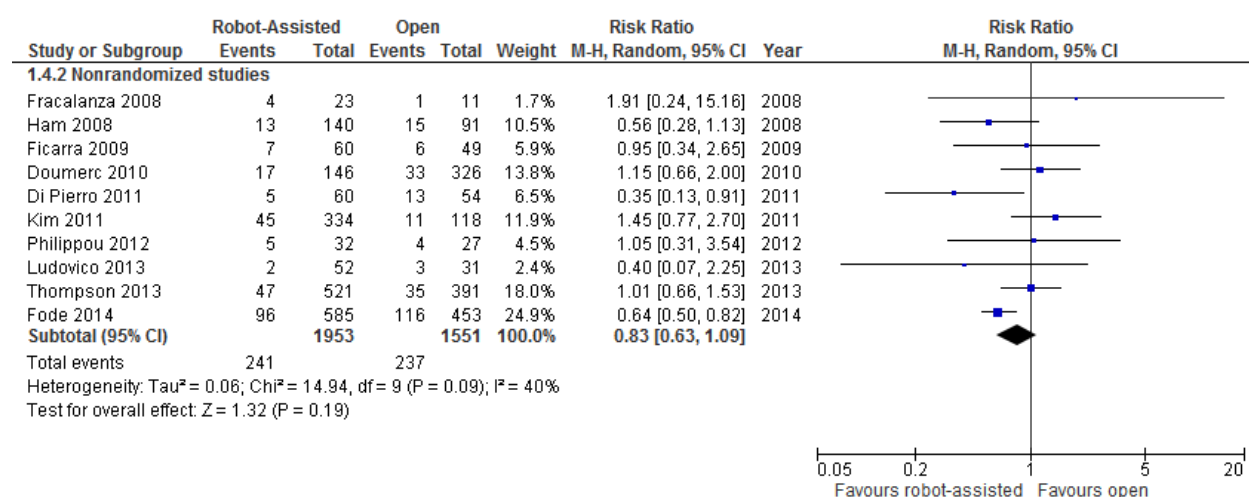 Robot-Assisted Open Risk Ratio Risk Ratio
Study or Subgroup Events Total Events Total Weight M-H, Random, 95% CI Year M-H, Random, 95% CI
1.4.2 Nonrandomized studies
Fracalanza 2008 4 23 1 11 1.7% 1.91 [0.24, 15.16] 2008
Ham 2008 13 140 15 91 10.5% 0.56 [0.28, 1.13] 2008
Ficarra 2009 7 60 6 49 5.9% 0.95 [0.34, 2.65] 2009
Doumerc 2010 17 146 33 326 13.8% 1.15 [0.66, 2.00] 2010
Di Pierro 2011 5 60 13 54 6.5% 0.35 [0.13, 0.91] 2011
Kim 2011 45 334 11 118 11.9% 1.45 [0.77, 2.70] 2011
Philippou 2012 5 32 4 27 4.5% 1.05 [0.31, 3.54] 2012
Ludovico 2013 2 52 3 31 2.4% 0.40 [0.07, 2.25] 2013
Thompson 2013 47 521 35 391 18.0% 1.01 [0.66, 1.53] 2013
Fode 2014 96 585 116 453 24.9% 0.64 [0.50, 0.82] 2014
Subtotal (95% CI) 1953 1551 100.0% 0.83 [0.63, 1.09]
Total events 241 237
Heterogeneity: Tau² = 0.06; Chi² = 14.94, df = 9 (P = 0.09); I² = 40%
Test for overall effect: Z = 1.32 (P = 0.19)
0.05 0.2 1 5 20
Favours robot-assisted Favours open